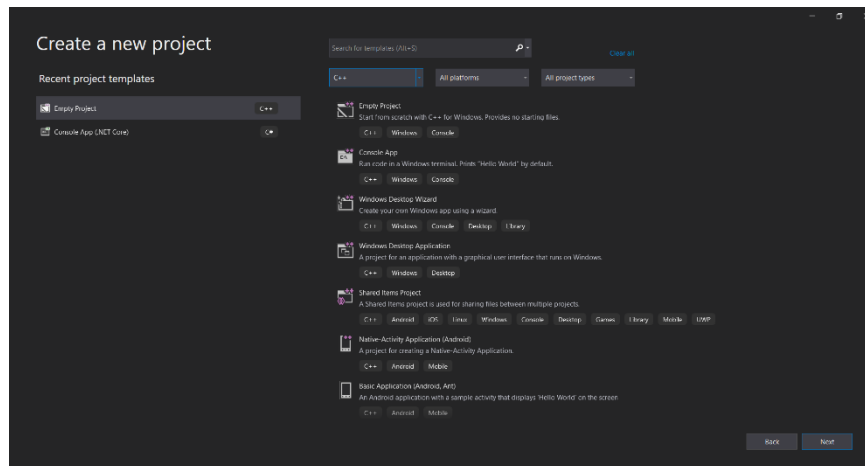 Create a new project
Search for templates (Alt+S)
Clear all
Recent project templates
C++
All platforms
All project types
Empty Project
C++
Console App (.NET Core)
C#
Empty Project
Start from scratch with C++ for Windows. Provides no starting files.
C++ Windows Console
Console App
Run code in a Windows terminal. Prints "Hello World" by default.
C++ Windows Console
Windows Desktop Wizard
Create your own Windows app using a wizard.
C++ Windows Console Desktop Library
Windows Desktop Application
A project for an application with a graphical user interface that runs on Windows.
C++ Windows Desktop
Shared Items Project
A Shared Items project is used for sharing files between multiple projects.
C++ Android iOS Linux Windows Console Desktop Games Library Mobile UWP
Native-Activity Application (Android)
A project for creating a Native-Activity Application.
C++ Android Mobile
Basic Application (Android, Ant)
An Android application with a sample activity that displays 'Hello World' on the screen
C++ Android Mobile
Back
Next